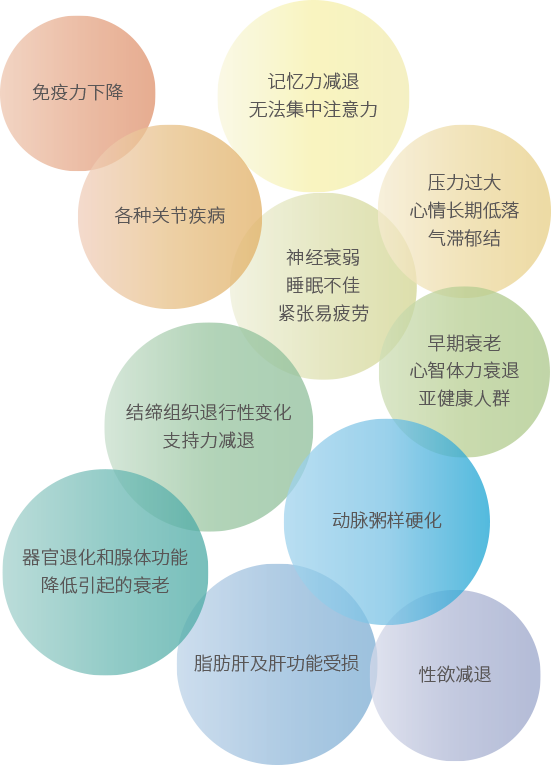 免疫力下降
记忆力减退
无法集中注意力
各种关节疾病
压力过大
心情长期低落
气滞郁结
神经衰弱
睡眠不佳
紧张易疲劳
早期衰老
心智体力衰退
亚健康人群
结缔组织退行性变化
支持力减退
动脉粥样硬化
器官退化和腺体功能
降低引起的衰老
脂肪肝及肝功能受损
性欲减退